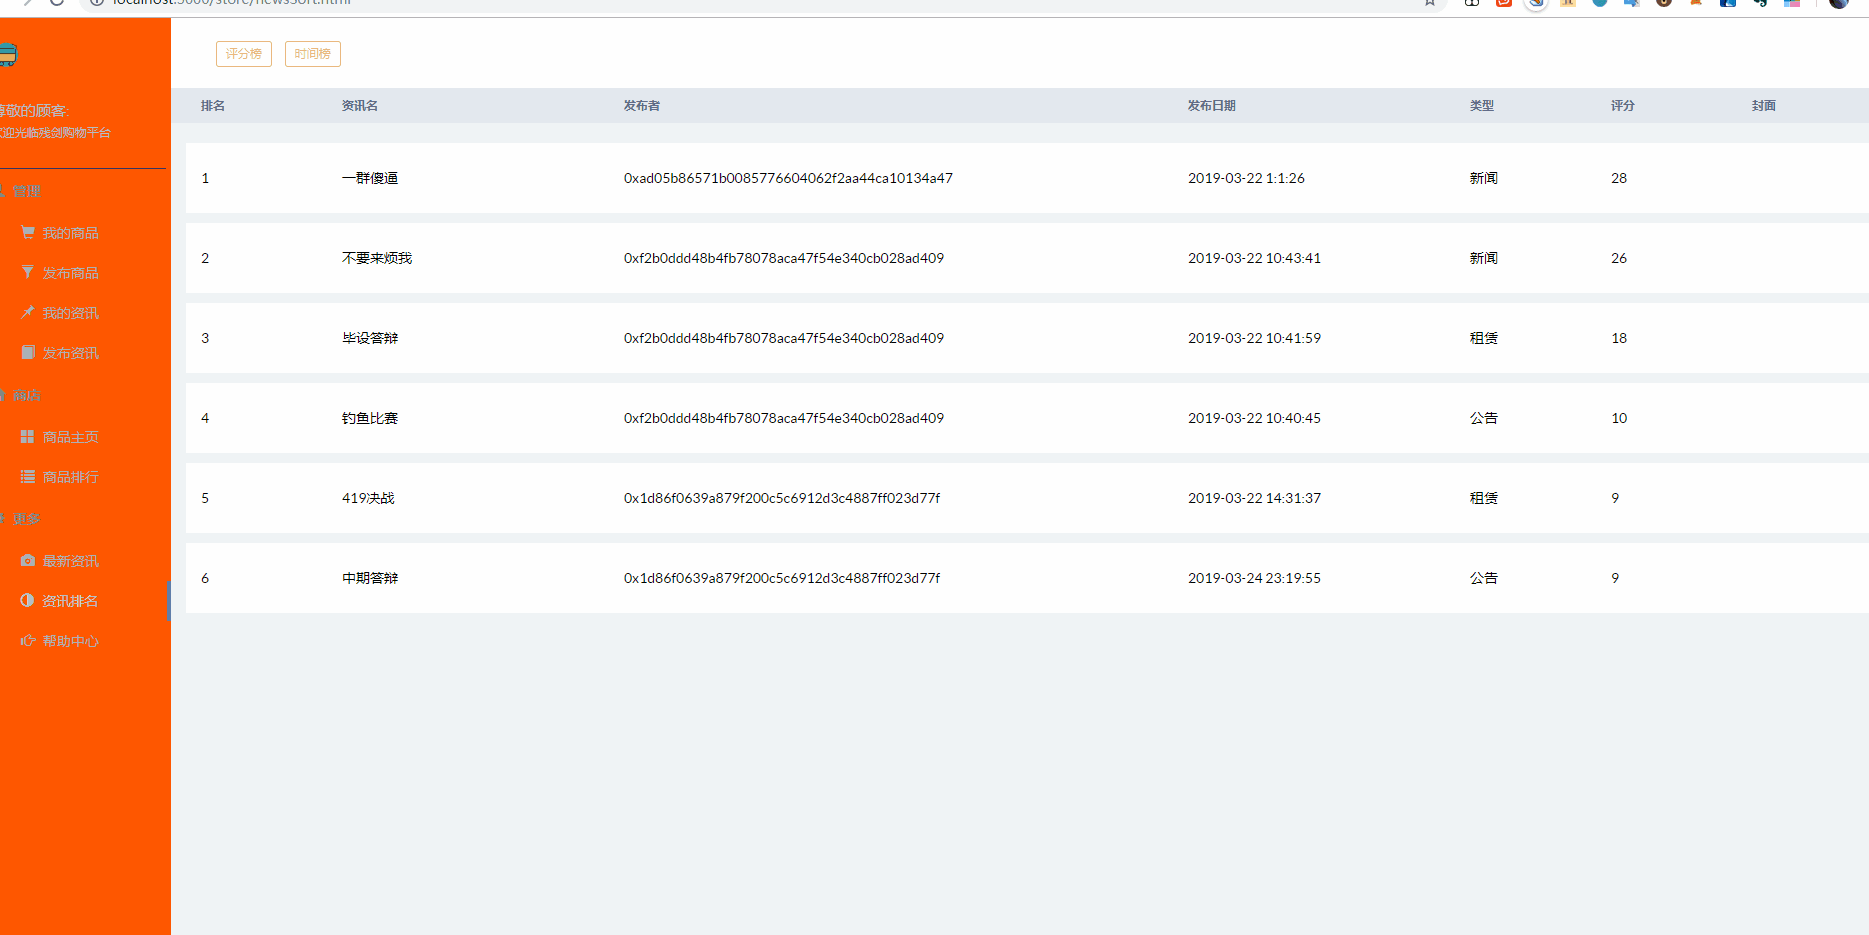 localhost:5000/store/newsSort.html
评分榜 时间榜
尊敬的顾客:
欢迎光临残剑购物平台
管理
我的商品
发布商品
我的资讯
发布资讯
商店
商品主页
商品排行
更多
最新资讯
资讯排名
帮助中心
排名 资讯名 发布者 发布日期 类型 评分 封面
1 一群傻逼 0xad05b86571b0085776604062f2aa44ca10134a47 2019-03-22 1:1:26 新闻 28
2 不要来烦我 0xf2b0ddd48b4fb78078aca47f54e340cb028ad409 2019-03-22 10:43:41 新闻 26
3 毕设答辩 0xf2b0ddd48b4fb78078aca47f54e340cb028ad409 2019-03-22 10:41:59 租赁 18
4 钓鱼比赛 0xf2b0ddd48b4fb78078aca47f54e340cb028ad409 2019-03-22 10:40:45 公告 10
5 419决战 0x1d86f0639a879f200c5c6912d3c4887ff023d77f 2019-03-22 14:31:37 租赁 9
6 中期答辩 0x1d86f0639a879f200c5c6912d3c4887ff023d77f 2019-03-24 23:19:55 公告 9